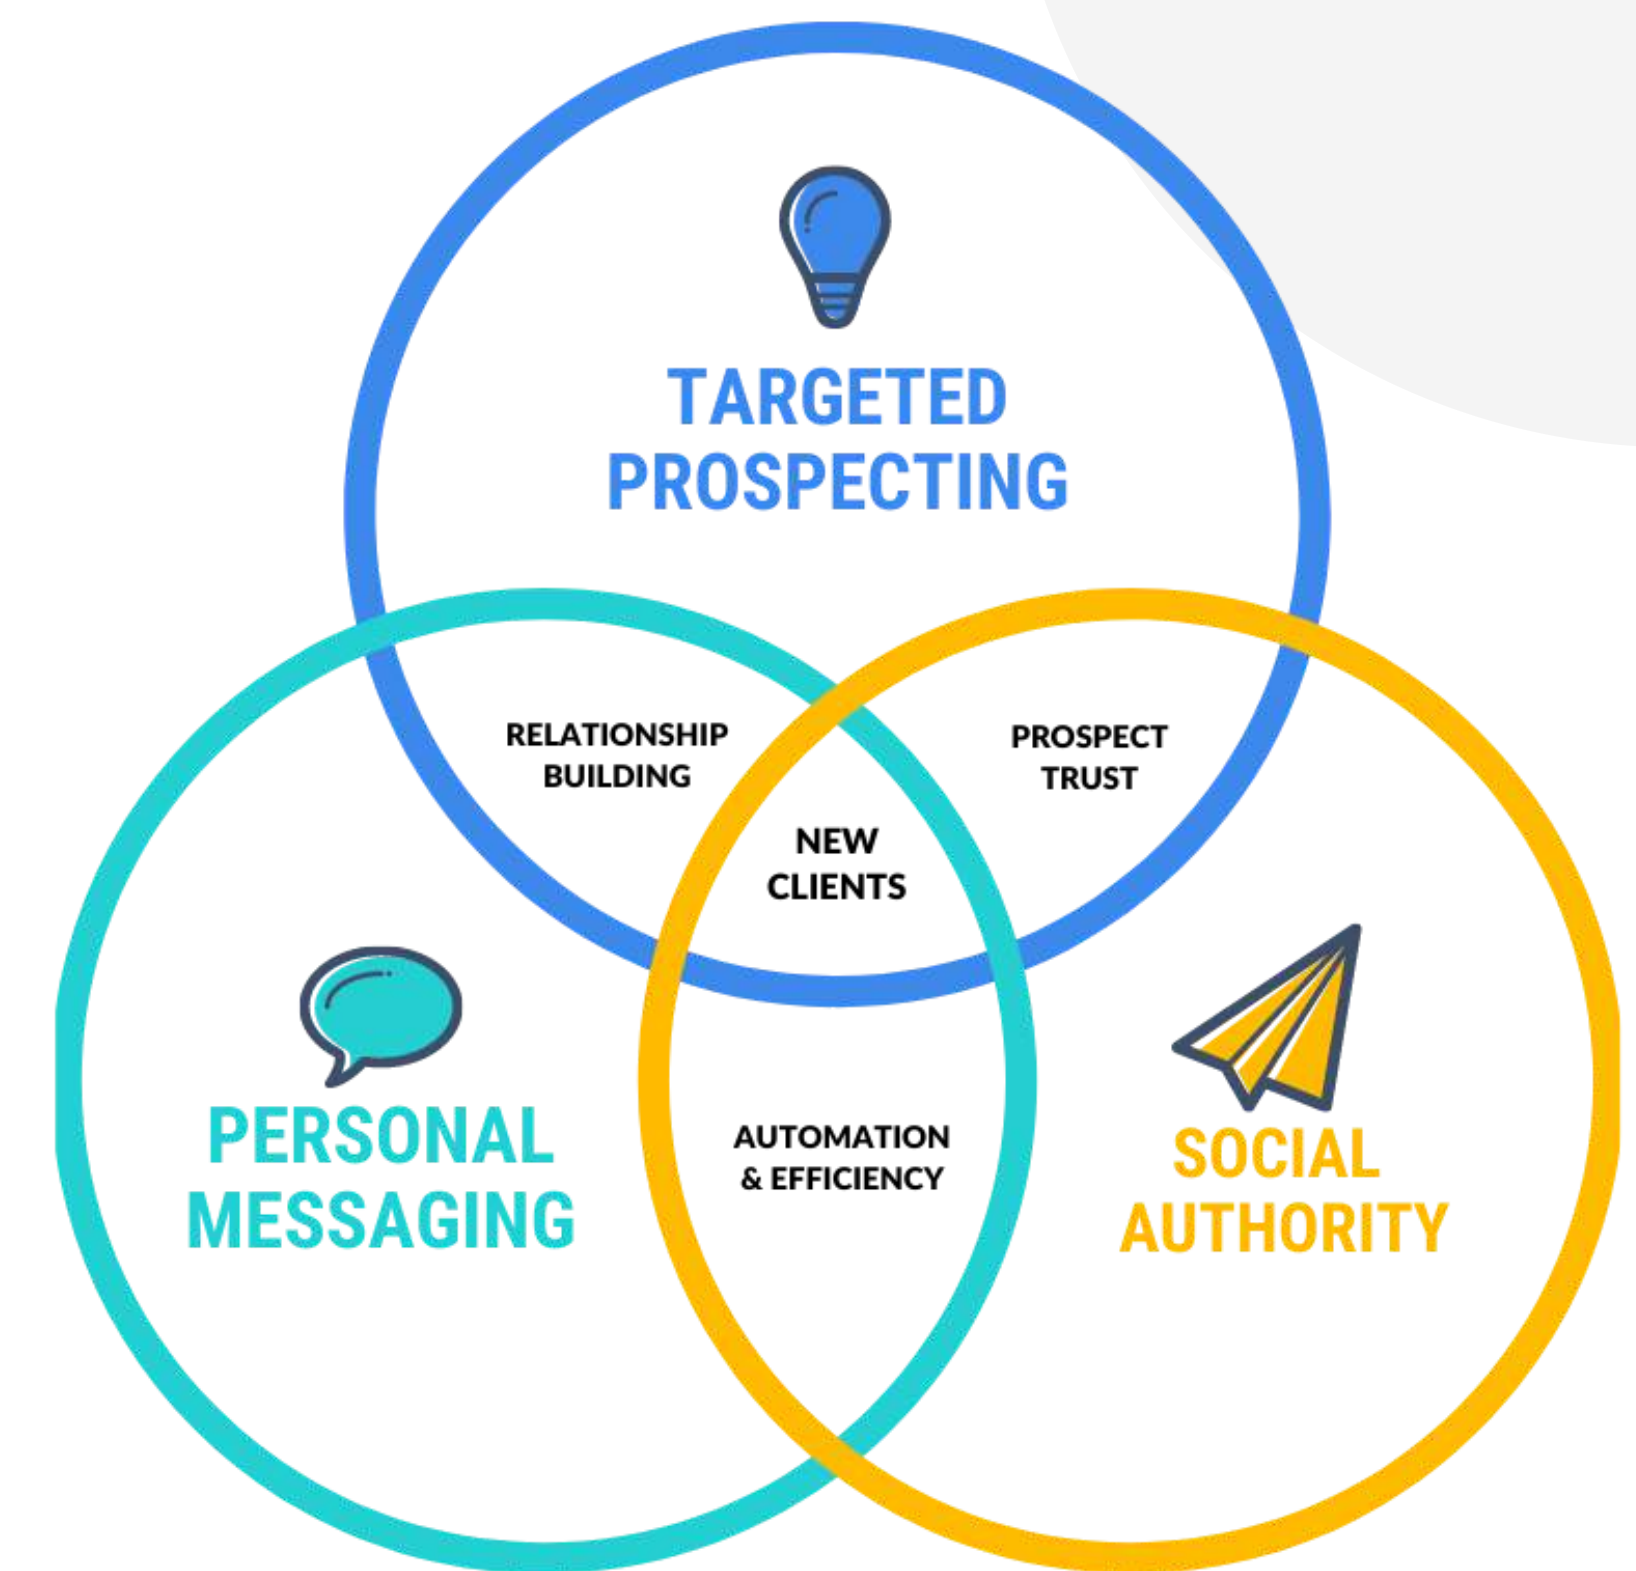 TARGETED
PROSPECTING
RELATIONSHIP
BUILDING
PROSPECT
TRUST
NEW
CLIENTS
PERSONAL
MESSAGING
AUTOMATION
& EFFICIENCY
SOCIAL
AUTHORITY